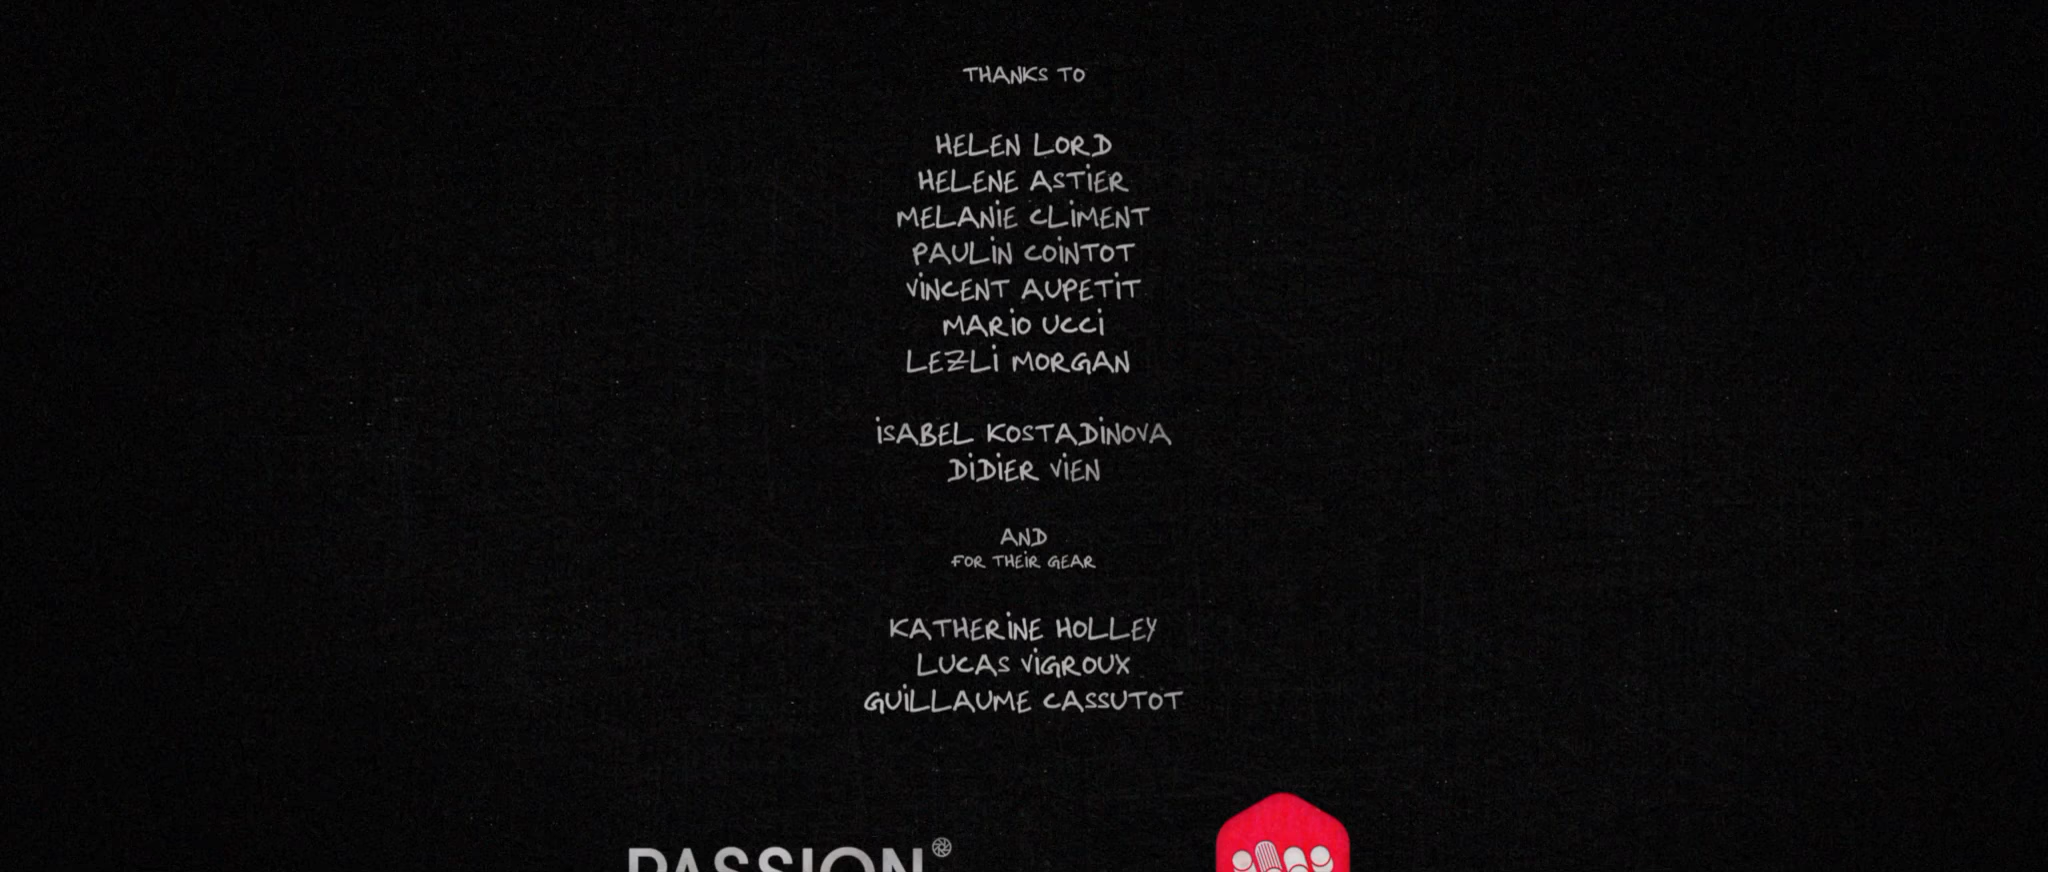 THANKS TO
HELEN LORD
HELENE ASTIER
MELANIE CLIMENT
PAULIN COINTOT
VINCENT AUPETIT
MARIO UCCI
LEZLI MORGAN
ISABEL KOSTADINOVA
DIDIER VIEN
AND
FOR THEIR GEAR
KATHERINE HOLLEY
LUCAS VIGROUX
GUILLAUME CASSUTOT
PASSION